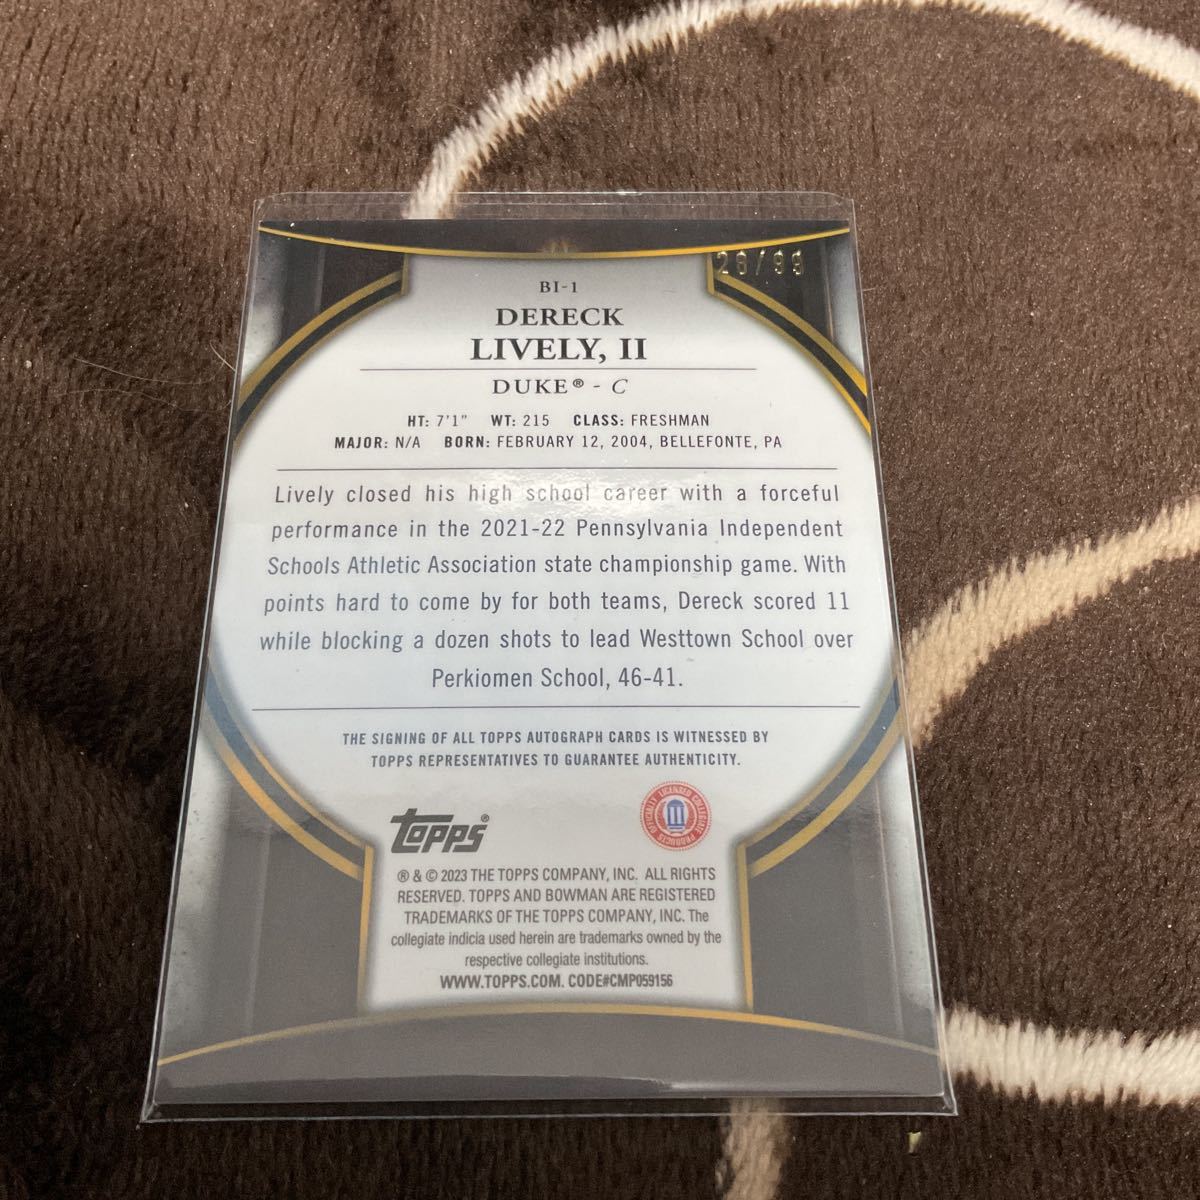 28/99
BI-1
DERECK
LIVELY, II
DUKE® - C
HT: 7'1" WT: 215 CLASS: FRESHMAN
MAJOR: N/A BORN: FEBRUARY 12, 2004, BELLEFONTE, PA
Lively closed his high school career with a forceful
performance in the 2021-22 Pennsylvania Independent
Schools Athletic Association state championship game. With
points hard to come by for both teams, Dereck scored 11
while blocking a dozen shots to lead Westtown School over
Perkiomen School, 46-41.
THE SIGNING OF ALL TOPPS AUTOGRAPH CARDS IS WITNESSED BY
TOPPS REPRESENTATIVES TO GUARANTEE AUTHENTICITY.
topps®
OFFICIALLY LICENSED COLLEGIATE PRODUCTS
® & © 2023 THE TOPPS COMPANY, INC. ALL RIGHTS
RESERVED. TOPPS AND BOWMAN ARE REGISTERED
TRADEMARKS OF THE TOPPS COMPANY, INC. The
collegiate indicia used herein are trademarks owned by the
respective collegiate institutions.
WWW.TOPPS.COM. CODE#CMP059156